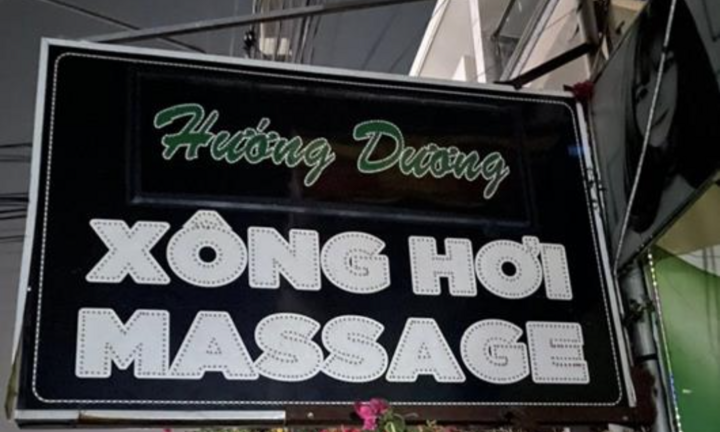 Hướng Dương
XÔNG HƠI
MASSAGE